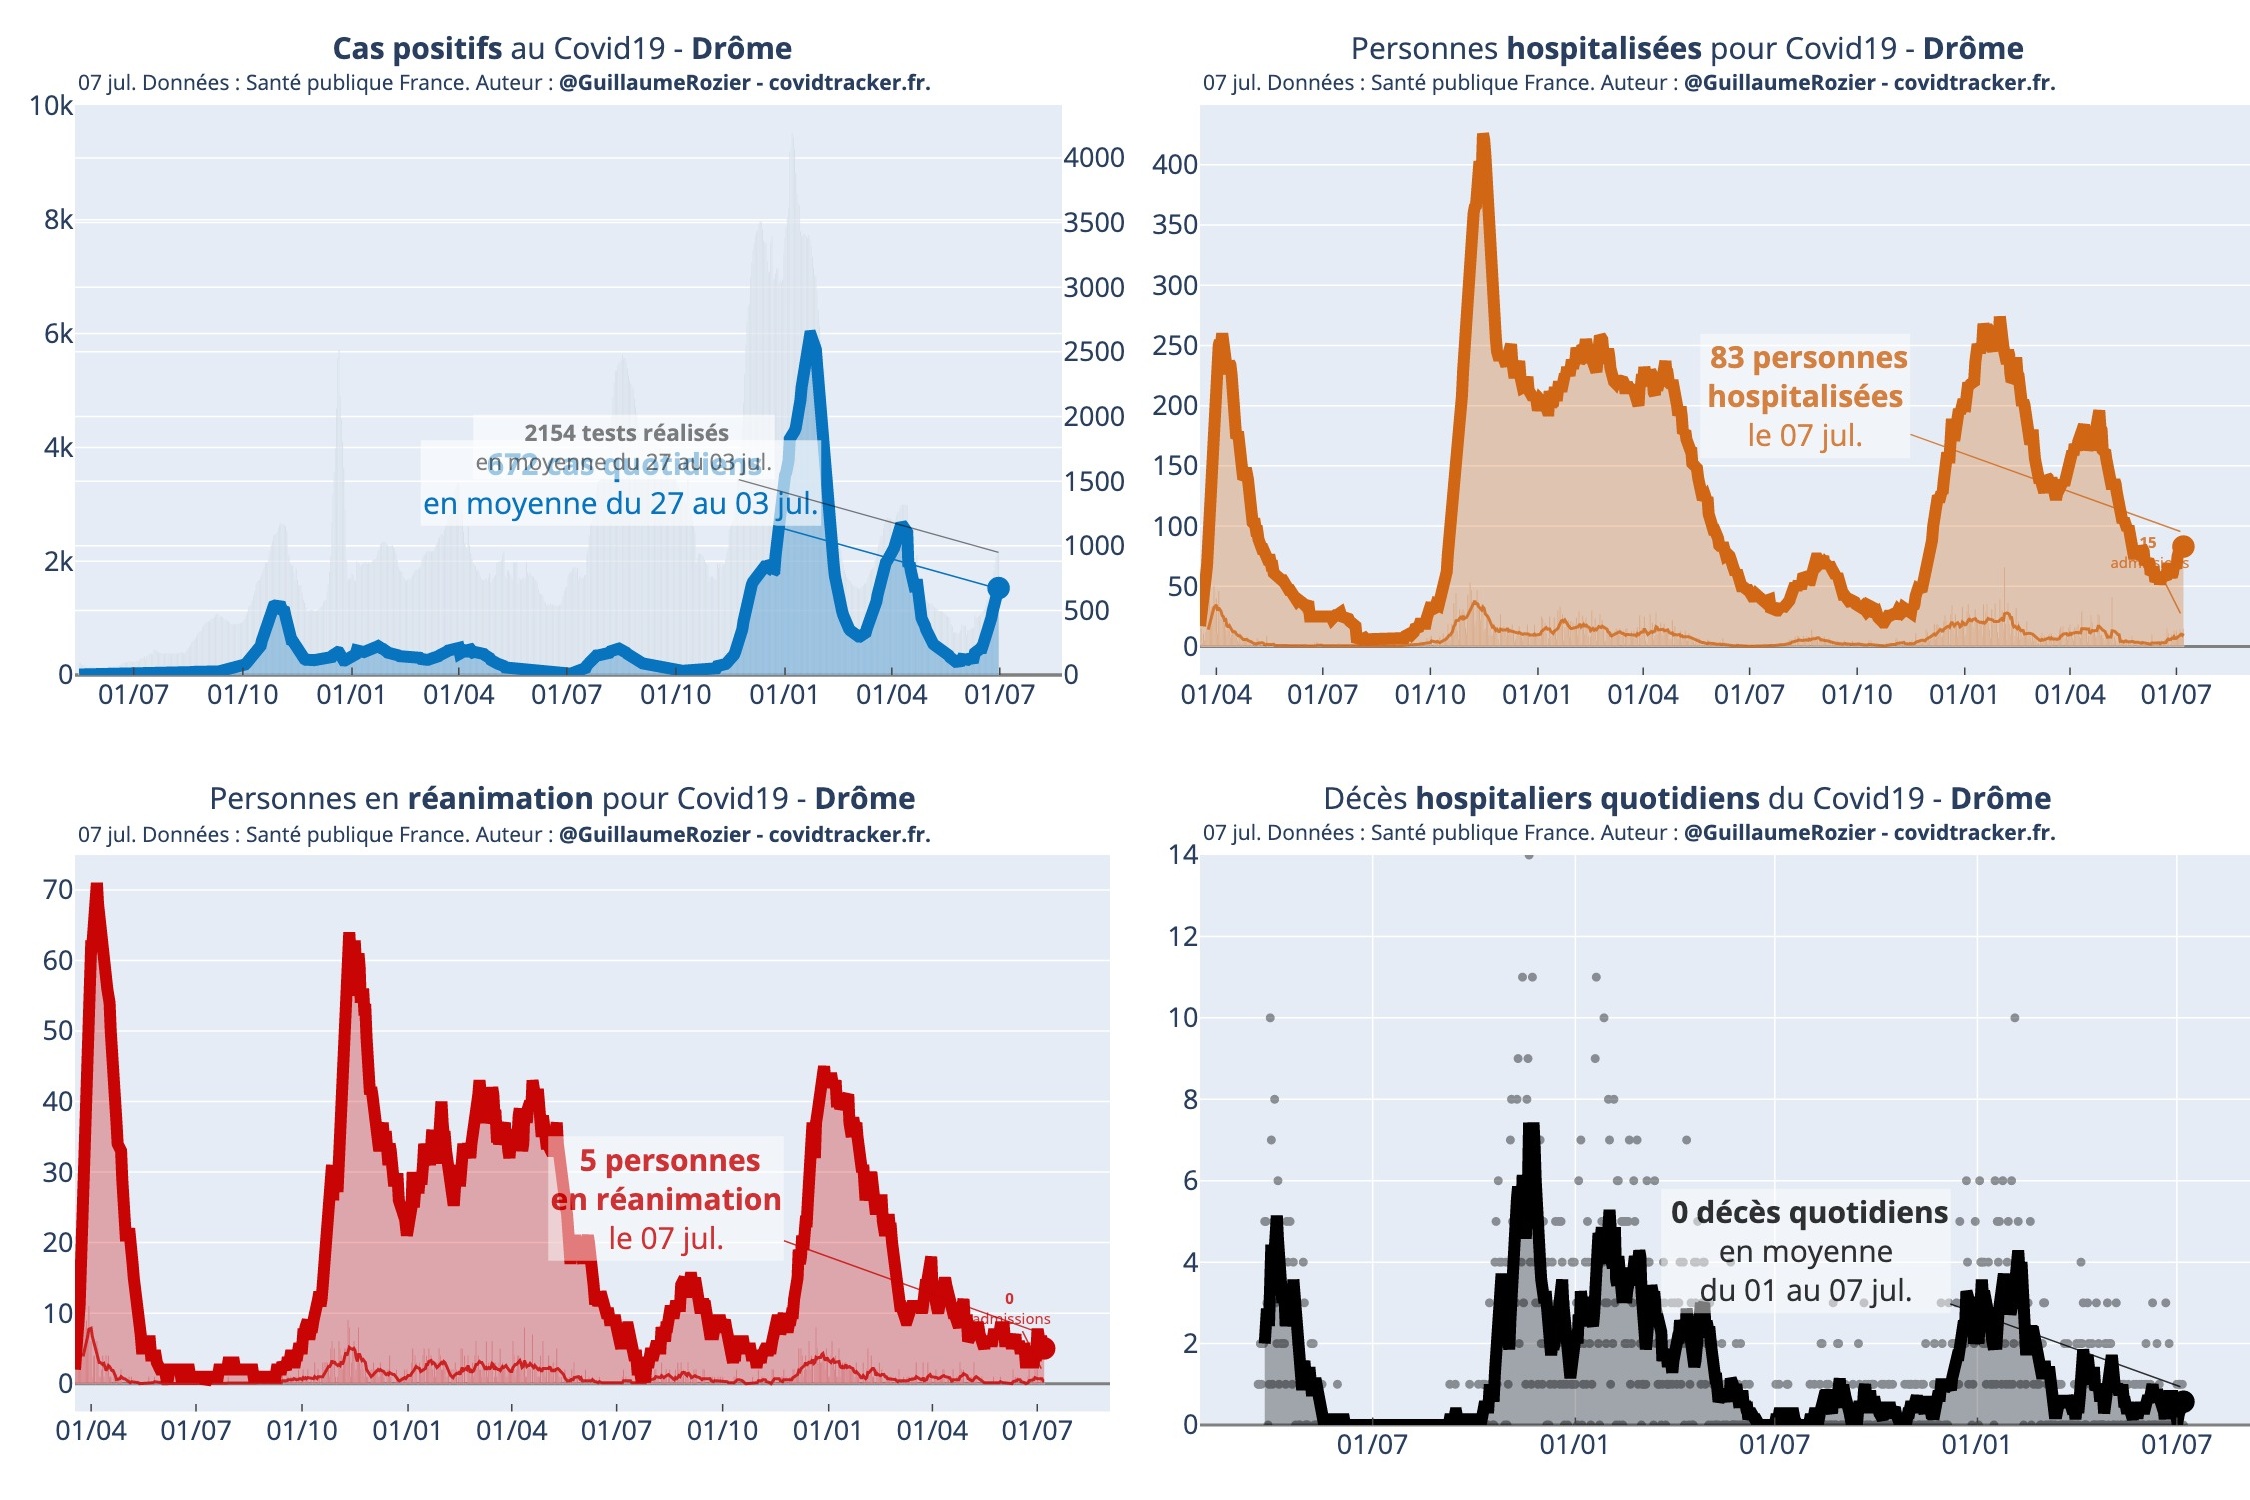 Cas positifs au Covid19 - Drôme
07 jul. Données : Santé publique France. Auteur : @GuillaumeRozier - covidtracker.fr.
10k
8k
6k
4k
2k
0
4000
3500
3000
2500
2000
1500
1000
500
0
2154 tests réalisés
en moyenne du 27 au 03 jul.
672 cas quotidiens
en moyenne du 27 au 03 jul.
01/07 01/10 01/01 01/04 01/07 01/10 01/01 01/04 01/07
Personnes hospitalisées pour Covid19 - Drôme
07 jul. Données : Santé publique France. Auteur : @GuillaumeRozier - covidtracker.fr.
400
350
300
250
200
150
100
50
0
83 personnes
hospitalisées
le 07 jul.
15
admissions
01/04 01/07 01/10 01/01 01/04 01/07 01/10 01/01 01/04 01/07
Personnes en réanimation pour Covid19 - Drôme
07 jul. Données : Santé publique France. Auteur : @GuillaumeRozier - covidtracker.fr.
70
60
50
40
30
20
10
0
5 personnes
en réanimation
le 07 jul.
0
admissions
01/04 01/07 01/10 01/01 01/04 01/07 01/10 01/01 01/04 01/07
Décès hospitaliers quotidiens du Covid19 - Drôme
07 jul. Données : Santé publique France. Auteur : @GuillaumeRozier - covidtracker.fr.
14
12
10
8
6
4
2
0
0 décès quotidiens
en moyenne
du 01 au 07 jul.
01/07 01/01 01/07 01/01 01/07